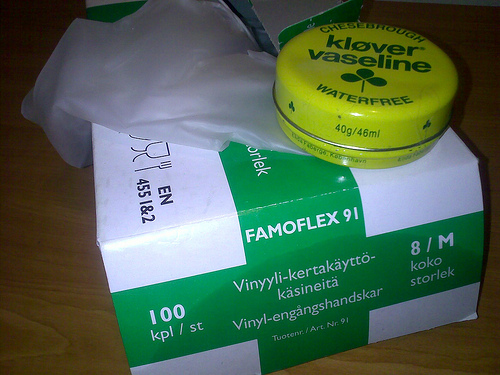 CHESEBROUGH
kløver®
vaseline
WATERFREE
40g/46ml
storlek
EN
455 1&2
FAMOFLEX 91
100
kpl / st
Vinyyli-kertakäyttö-
käsineitä
Vinyl-engångshandskar
Tuotenr. / Art. Nr. 91
8 / M
koko
storlek